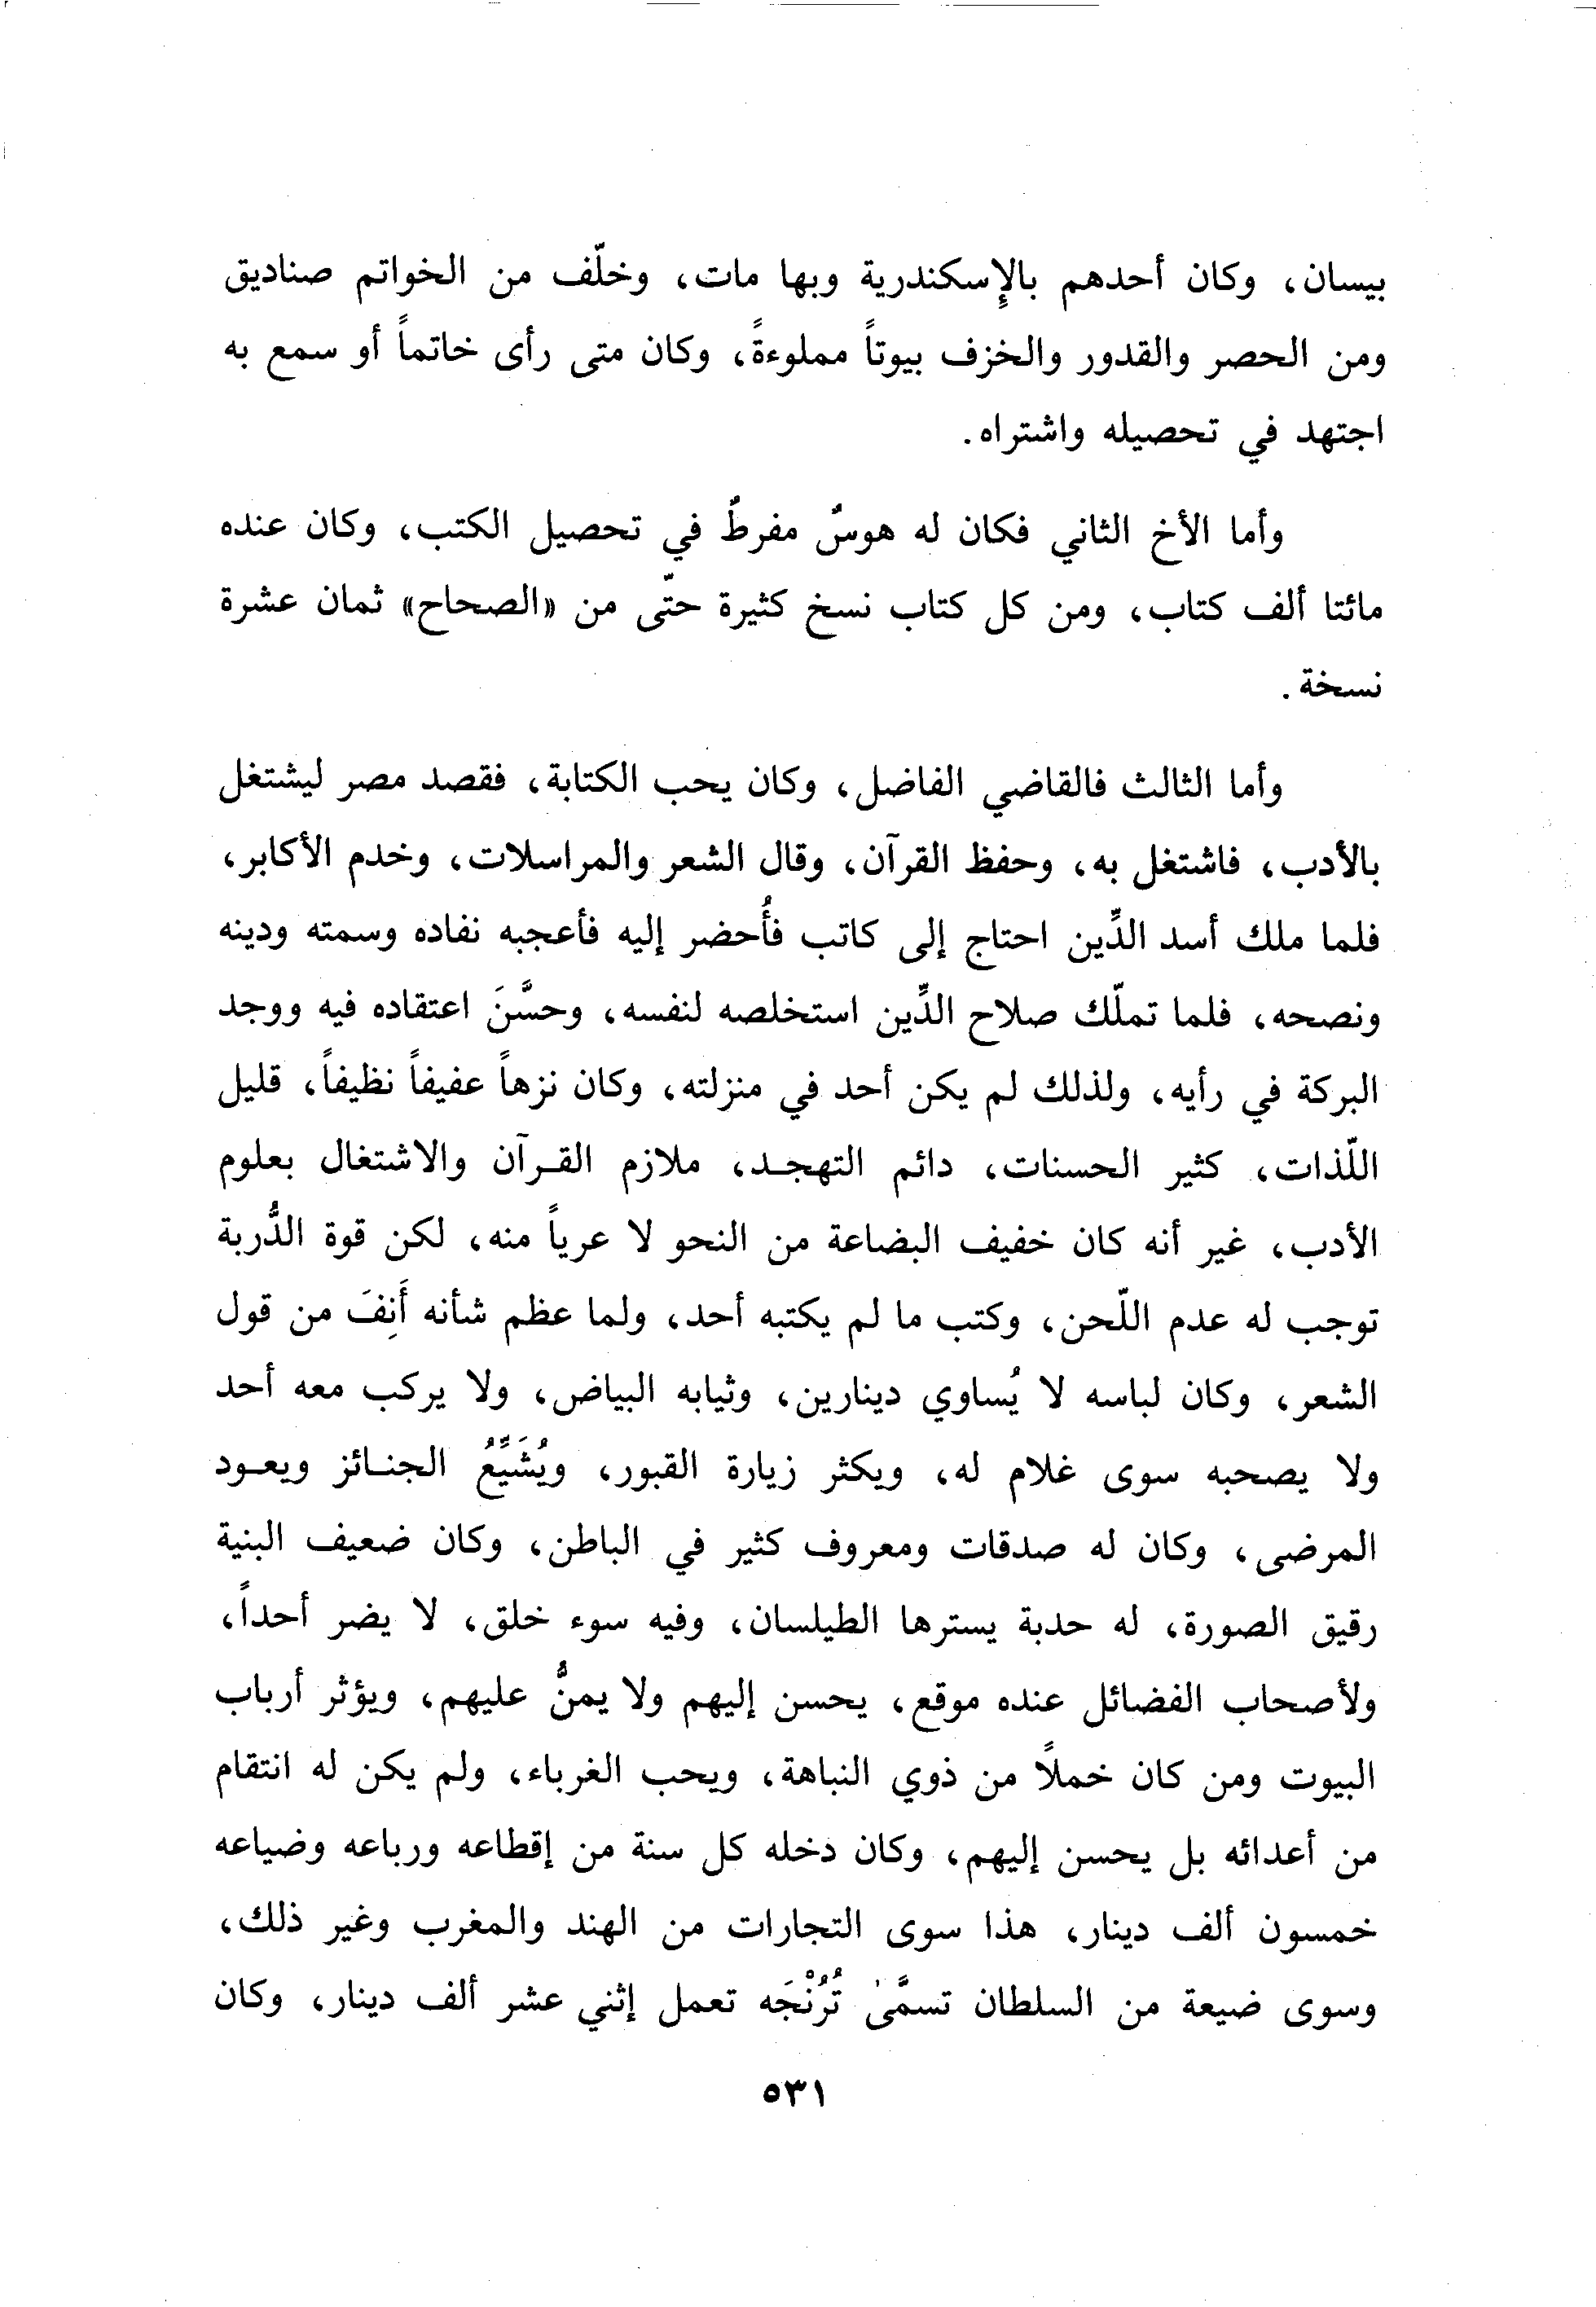 بيسان، وكان أحدهم بالإسكندرية وبها مات، وخلّف من الخواتم صناديق
ومن الحصر والقدور والخزف بيوتاً مملوءةً، وكان متى رأى خاتماً أو سمع به
اجتهد في تحصيله واشتراه.
وأما الأخ الثاني فكان له هوسٌ مفرطٌ في تحصيل الكتب، وكان عنده
مائتا ألف كتاب، ومن كل كتاب نسخ كثيرة حتّى من «الصحاح» ثمان عشرة
نسخة.
وأما الثالث فالقاضي الفاضل، وكان يحب الكتابة، فقصد مصر ليشتغل
بالأدب، فاشتغل به، وحفظ القرآن، وقال الشعر والمراسلات، وخدم الأكابر،
فلما ملك أسد الدِّين احتاج إلى كاتب فأُحضر إليه فأعجبه نفاده وسمته ودينه
ونصحه، فلما تملّك صلاح الدِّين استخلصه لنفسه، وحسَّنَ اعتقاده فيه ووجد
البركة في رأيه، ولذلك لم يكن أحد في منزلته، وكان نزهاً عفيفاً نظيفاً، قليل
اللّذات، كثير الحسنات، دائم التهجـد، ملازم القـرآن والاشتغال بعلوم
الأدب، غير أنه كان خفيف البضاعة من النحو لا عرياً منه، لكن قوة الدُّربة
توجب له عدم اللّحن، وكتب ما لم يكتبه أحد، ولما عظم شأنه أَنِفَ من قول
الشعر، وكان لباسه لا يُساوي دينارين، وثيابه البياض، ولا يركب معه أحد
ولا يصحبه سوى غلام له، ويكثر زيارة القبور، ويُشَيِّعُ الجنـائز ويعـود
المرضى، وكان له صدقات ومعروف كثير في الباطن، وكان ضعيف البنية
رقيق الصورة، له حدبة يسترها الطيلسان، وفيه سوء خلق، لا يضر أحداً،
ولأصحاب الفضائل عنده موقع، يحسن إليهم ولا يمنُّ عليهم، ويؤثر أرباب
البيوت ومن كان خملاً من ذوي النباهة، ويحب الغرباء، ولم يكن له انتقام
من أعدائه بل يحسن إليهم، وكان دخله كل سنة من إقطاعه ورباعه وضياعه
خمسون ألف دينار، هذا سوى التجارات من الهند والمغرب وغير ذلك،
وسوى ضيعة من السلطان تسمَّىٰ تُرُنْجَه تعمل إثني عشر ألف دينار، وكان
٥٣١